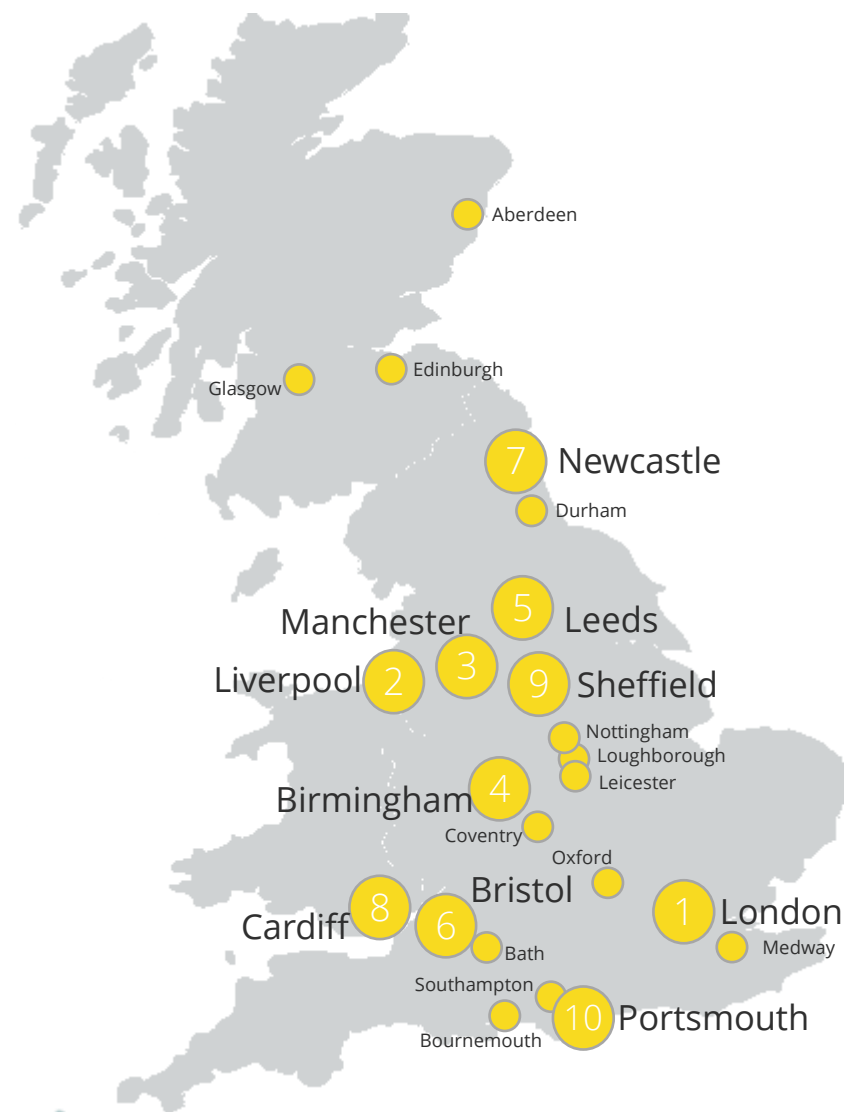 Aberdeen
Edinburgh
Glasgow
7 Newcastle
Durham
5
Manchester
Leeds
3
Liverpool 2
9 Sheffield
Nottingham
Loughborough
Leicester
4
Birmingham
Coventry
Oxford
Bristol
8
1 London
Cardiff
6
Medway
Bath
Southampton
10 Portsmouth
Bournemouth